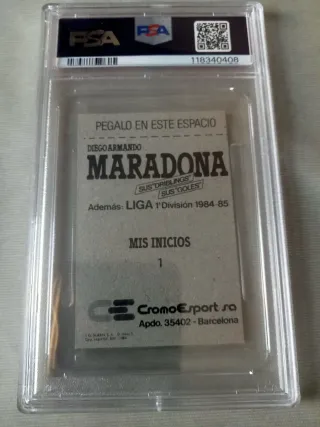 PSA
PSA
118340408
PEGALO EN ESTE ESPACIO
DIEGO ARMANDO
MARADONA
SUS "DRIBLINGS"
SUS "GOLES"
Además: LIGA 1ª División 1984-85
MIS INICIOS
1
CE CromoEsport sa
Apdo. 35402 - Barcelona